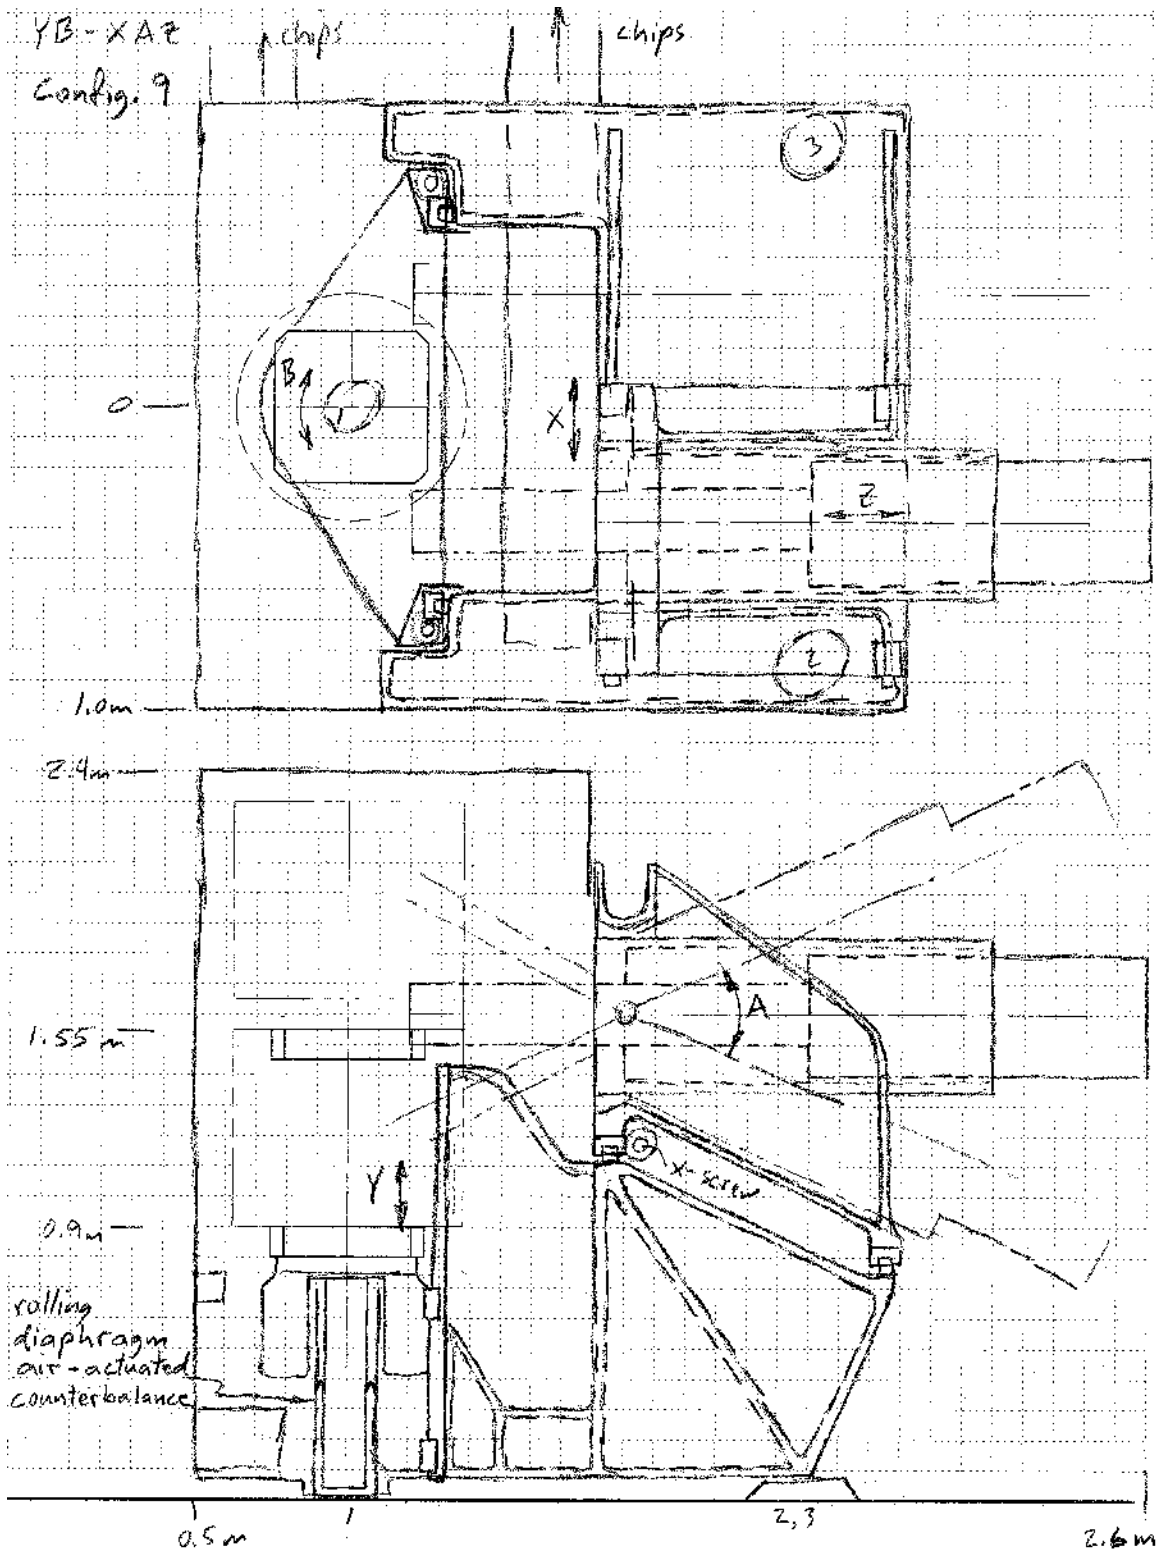 YB-XAZ
chips
chips
Config. 9
3
B
0
X
Z
2
1.0m
2.4m
A
1.55m
X-screw
Y
0.9m
rolling
diaphragm
air-actuated
counterbalance
0.5m
1
2,3
2.6m